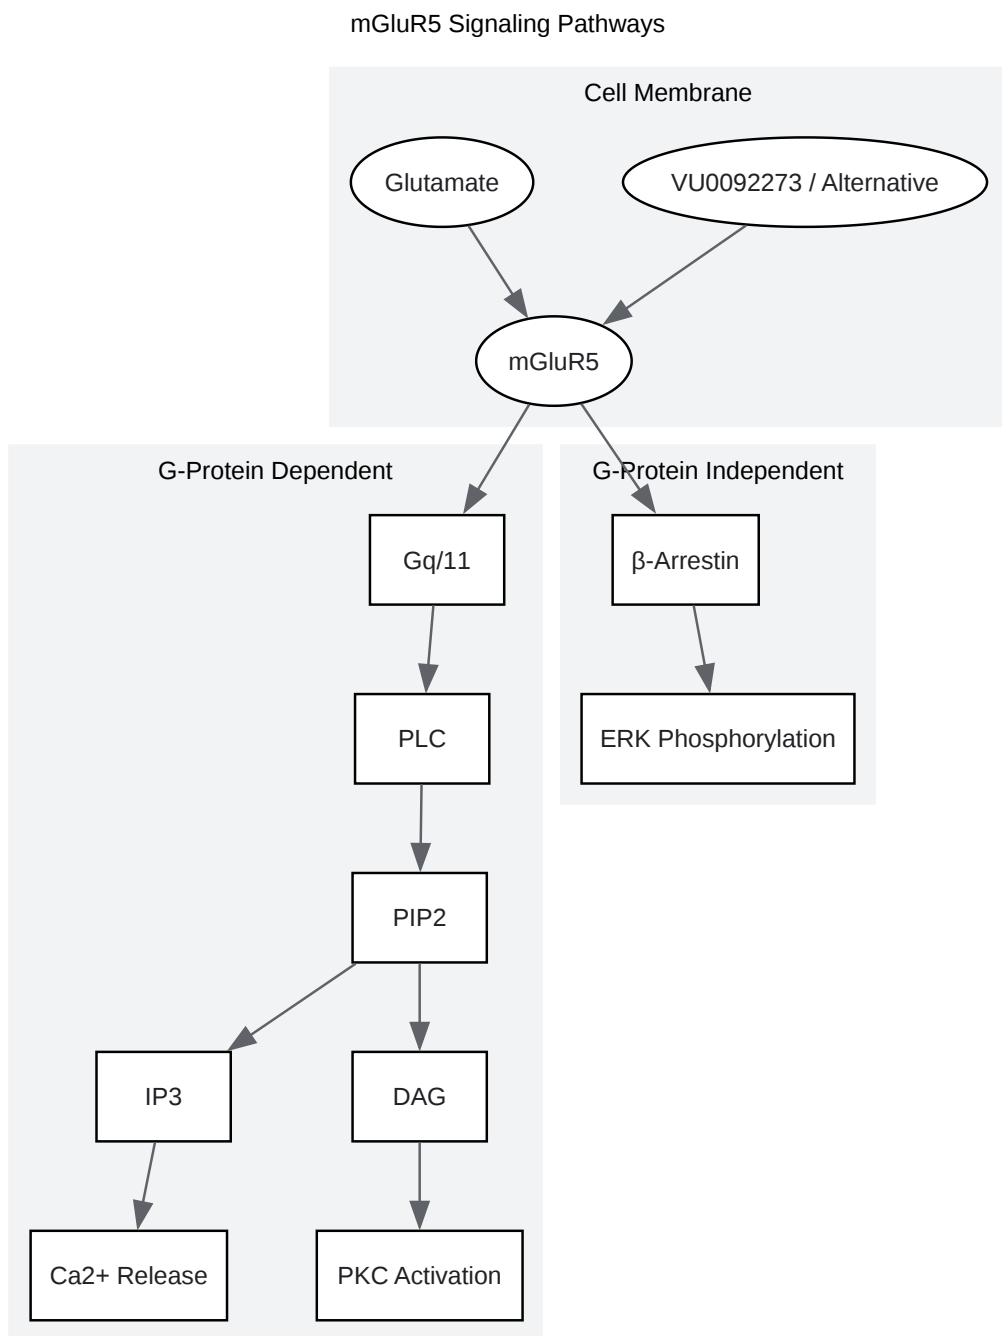 mGluR5 Signaling Pathways
Cell Membrane
Glutamate
VU0092273 / Alternative
mGluR5
G-Protein Dependent
G-Protein Independent
Gq/11
β-Arrestin
PLC
ERK Phosphorylation
PIP2
IP3
DAG
Ca2+ Release
PKC Activation